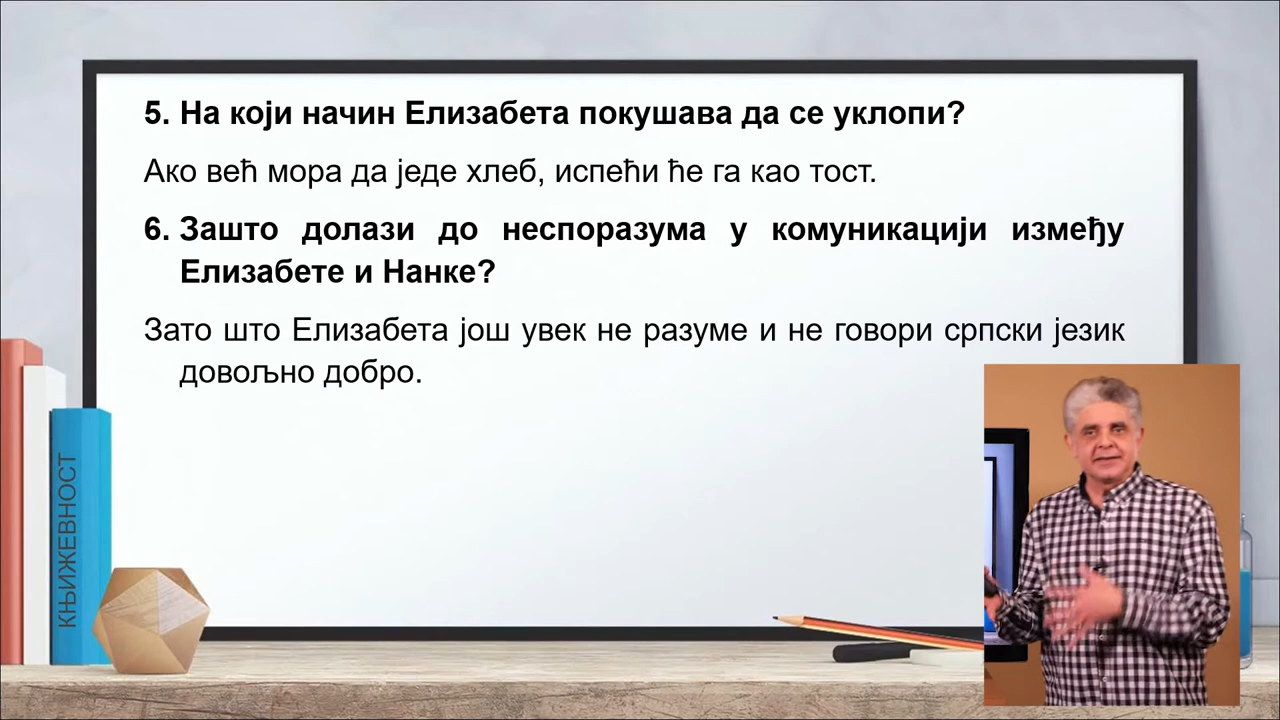 5. На који начин Елизабета покушава да се уклопи?
Ако већ мора да једе хлеб, испећи ће га као тост.
6. Зашто долази до неспоразума у комуникацији између
Елизабете и Нанке?
Зато што Елизабета још увек не разуме и не говори српски језик
довољно добро.
КЊИЖЕВНОСТ